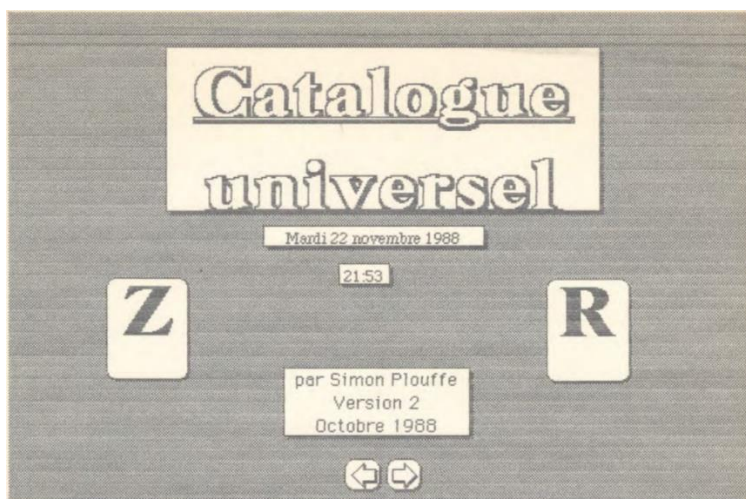 Catalogue
universel
Mardi 22 novembre 1988
21:53
Z
R
par Simon Plouffe
Version 2
Octobre 1988